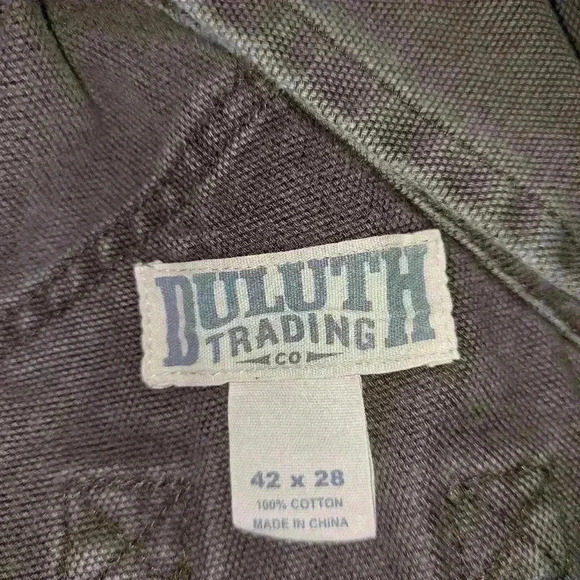 DULUTH
TRADING
CO
42 x 28
100% COTTON
MADE IN CHINA